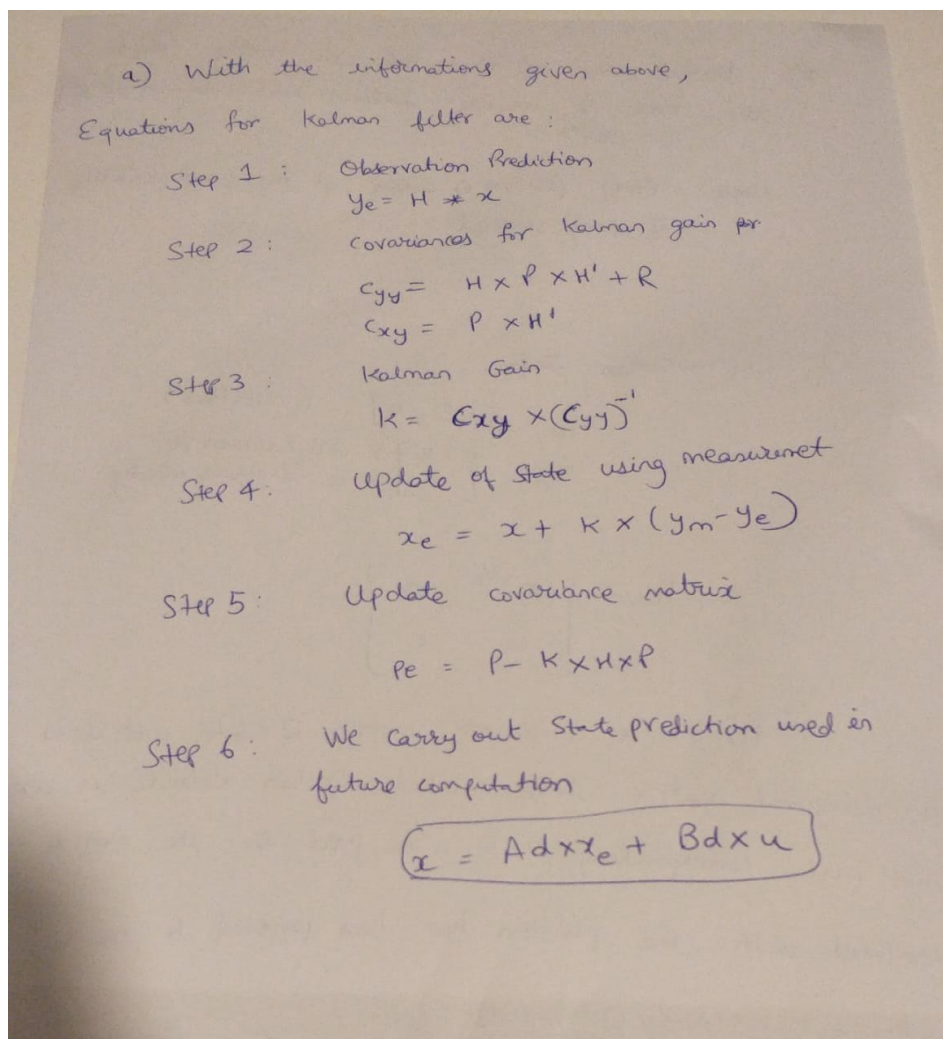 a) With the informations given above,
Equations for Kalman filter are :
Step 1 : Observation Prediction
ye = H * x
Step 2 : Covariances for Kalman gain
Cyy = H × P × H' + R
Cxy = P × H'
Step 3 : Kalman Gain
K = Cxy × (Cyy)⁻¹
Step 4 : Update of State using measuremet
xe = x + K × (ym - ye)
Step 5 : Update covariance matrix
Pe = P - K × H × P
Step 6 : We carry out State prediction used in
future computation
x = Ad × xe + Bd × u